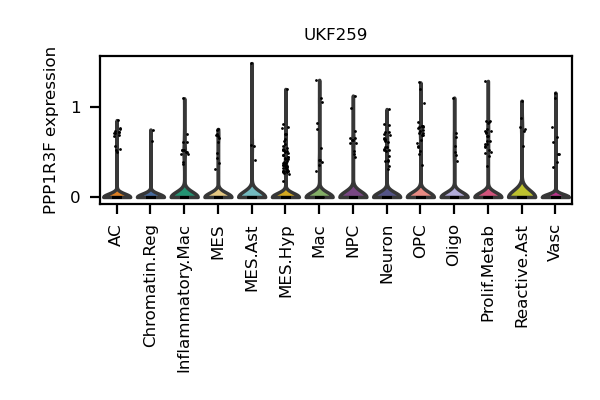 UKF259
PPP1R3F expression
1
0
AC
Chromatin.Reg
Inflammatory.Mac
MES
MES.Ast
MES.Hyp
Mac
NPC
Neuron
OPC
Oligo
Prolif.Metab
Reactive.Ast
Vasc